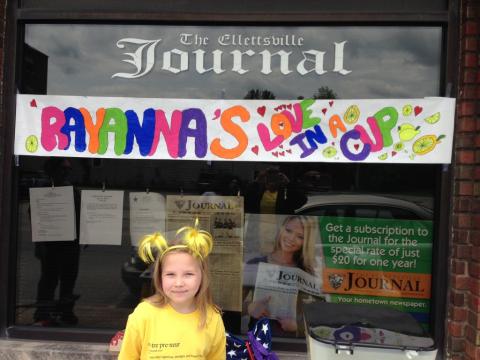 The Ellettsville
Journal
RAYANNA'S LOVE IN A CUP
JOURNAL
Get a subscription to
the Journal for the
special rate of just
$20 for one year!
JOURNAL
Your hometown newspaper.